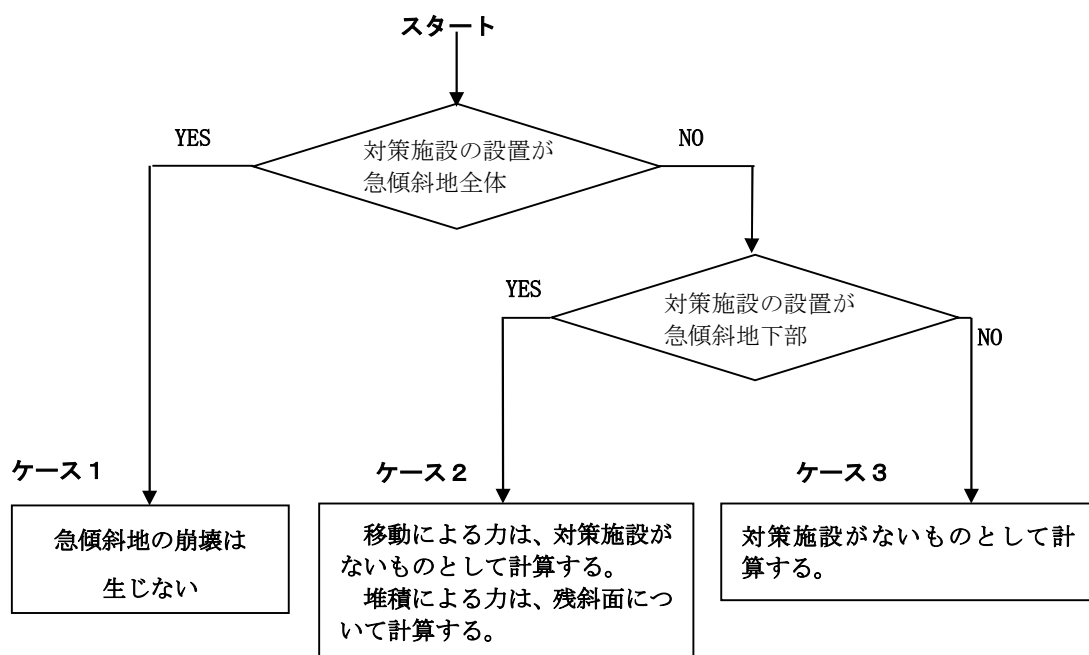 スタート
YES
NO
対策施設の設置が
急傾斜地全体
YES
対策施設の設置が
急傾斜地下部
NO
ケース1
ケース2
ケース3
急傾斜地の崩壊は
生じない
移動による力は、対策施設が
ないものとして計算する。
堆積による力は、残斜面につ
いて計算する。
対策施設がないものとして計
算する。